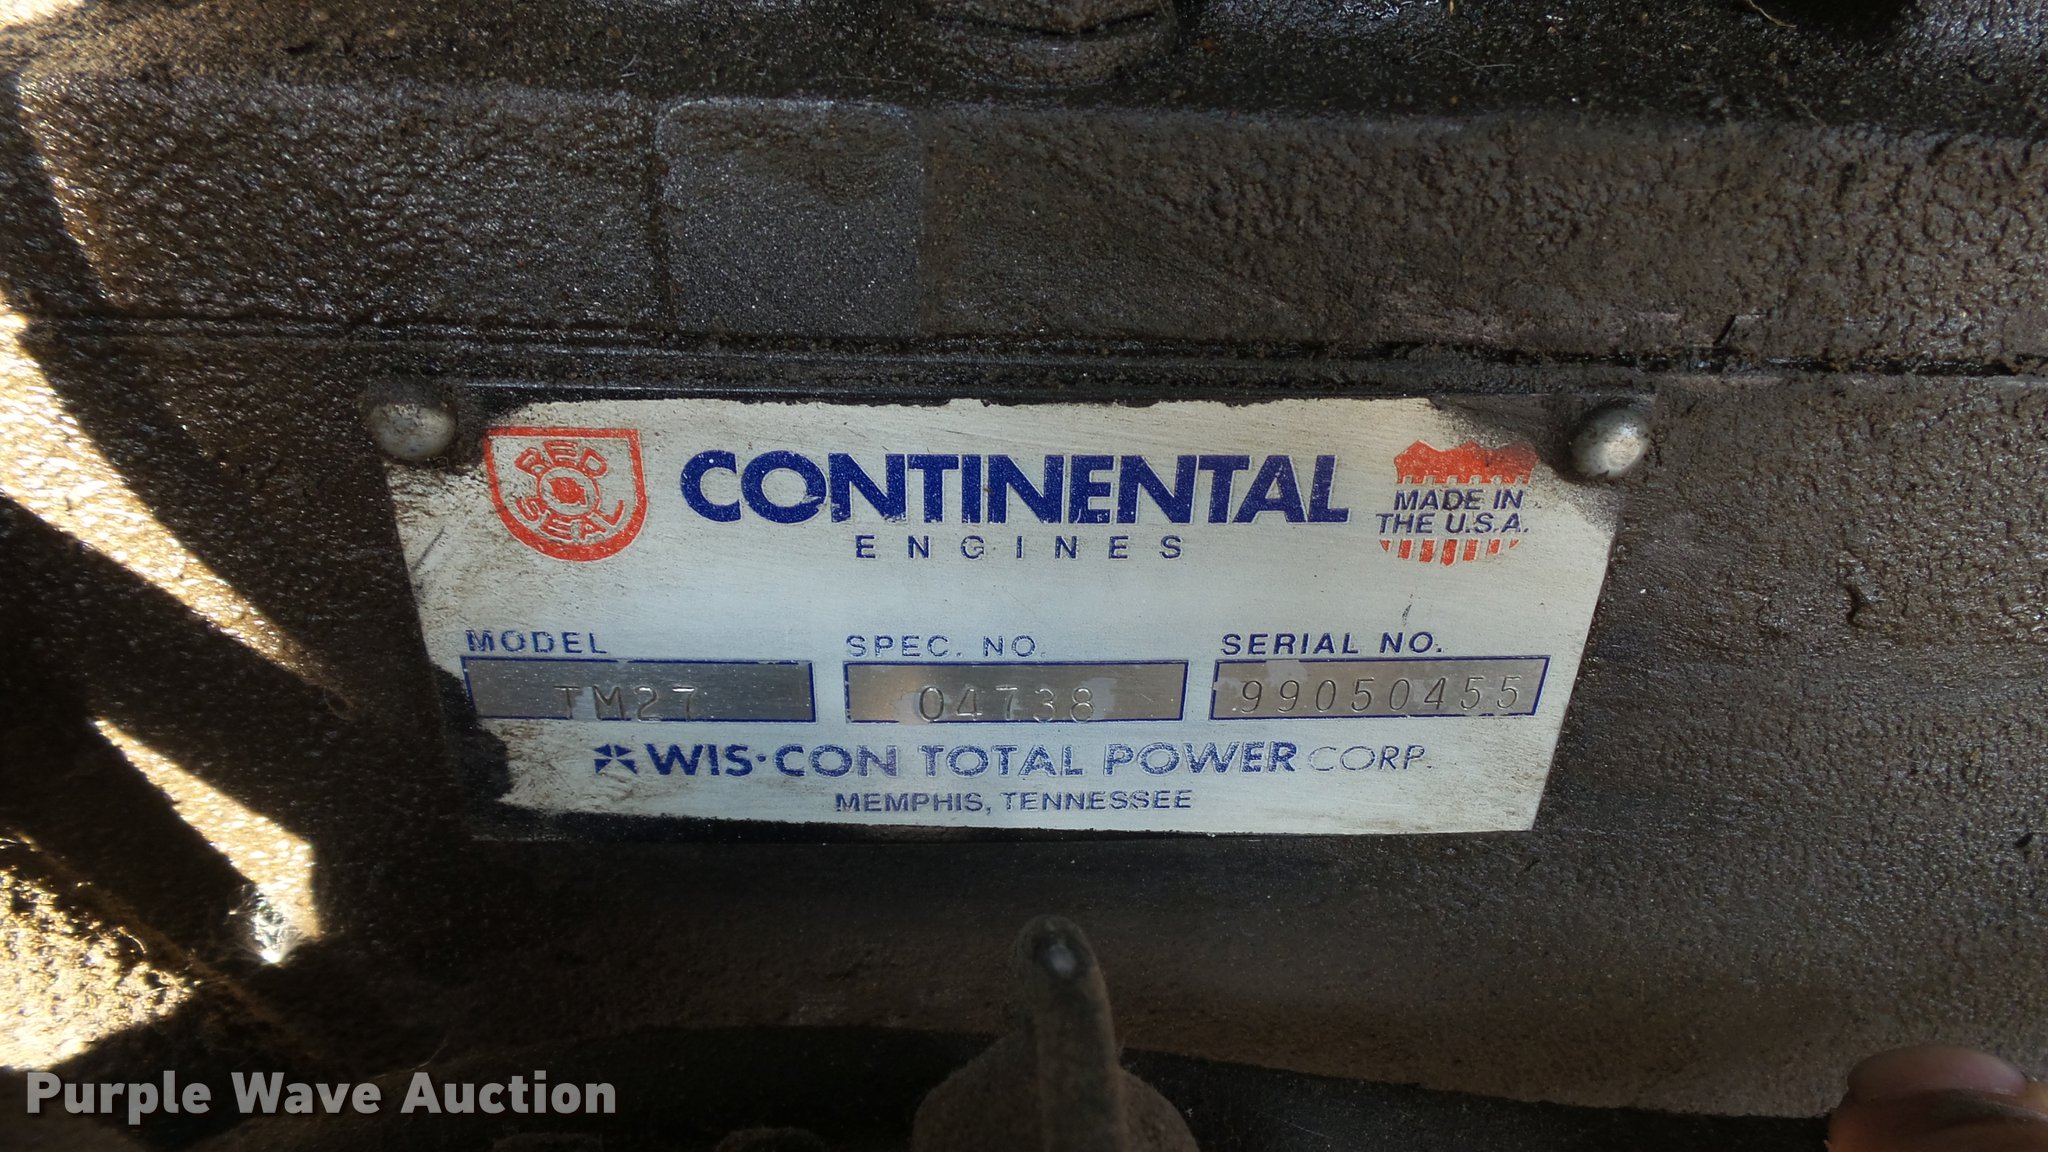 RED SEAL
CONTINENTAL
ENGINES
MADE IN
THE U.S.A.
MODEL SPEC. NO. SERIAL NO.
TM27 04738 99050455
WIS·CON TOTAL POWER CORP.
MEMPHIS, TENNESSEE
Purple Wave Auction